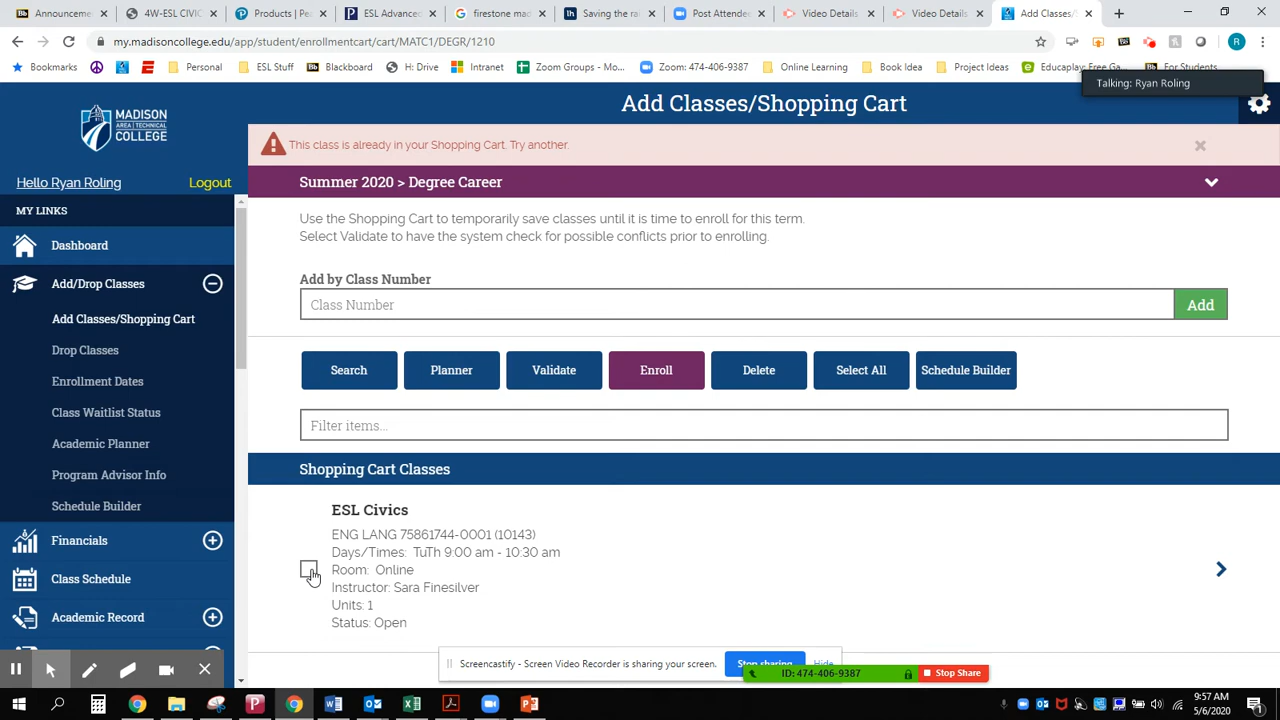 Announcement
4W-ESL CIVIC
Products | Pe
ESL Advanced
firestone mad
Saving the ra
Post Attended
Video Details
Video Details
Add Classes/S
my.madisoncollege.edu/app/student/enrollmentcart/cart/MATC1/DEGR/1210
Bookmarks
Personal
ESL Stuff
Blackboard
H: Drive
Intranet
Zoom Groups - Mo...
Zoom: 474-406-9387
Online Learning
Book Idea
Project Ideas
Educaplay: Free Ga...
For Students
Talking: Ryan Roling
MADISON
AREA | TECHNICAL
COLLEGE
Add Classes/Shopping Cart
This class is already in your Shopping Cart. Try another.
Hello Ryan Roling
Logout
Summer 2020 > Degree Career
MY LINKS
Dashboard
Add/Drop Classes
Add Classes/Shopping Cart
Drop Classes
Enrollment Dates
Class Waitlist Status
Academic Planner
Program Advisor Info
Schedule Builder
Financials
Class Schedule
Academic Record
Use the Shopping Cart to temporarily save classes until it is time to enroll for this term.
Select Validate to have the system check for possible conflicts prior to enrolling.
Add by Class Number
Class Number
Add
Search
Planner
Validate
Enroll
Delete
Select All
Schedule Builder
Filter items...
Shopping Cart Classes
ESL Civics
ENG LANG 75861744-0001 (10143)
Days/Times: TuTh 9:00 am - 10:30 am
Room: Online
Instructor: Sara Finesilver
Units: 1
Status: Open
Screencastify - Screen Video Recorder is sharing your screen.
Stop sharing
Hide
ID: 474-406-9387
Stop Share
9:57 AM
5/6/2020